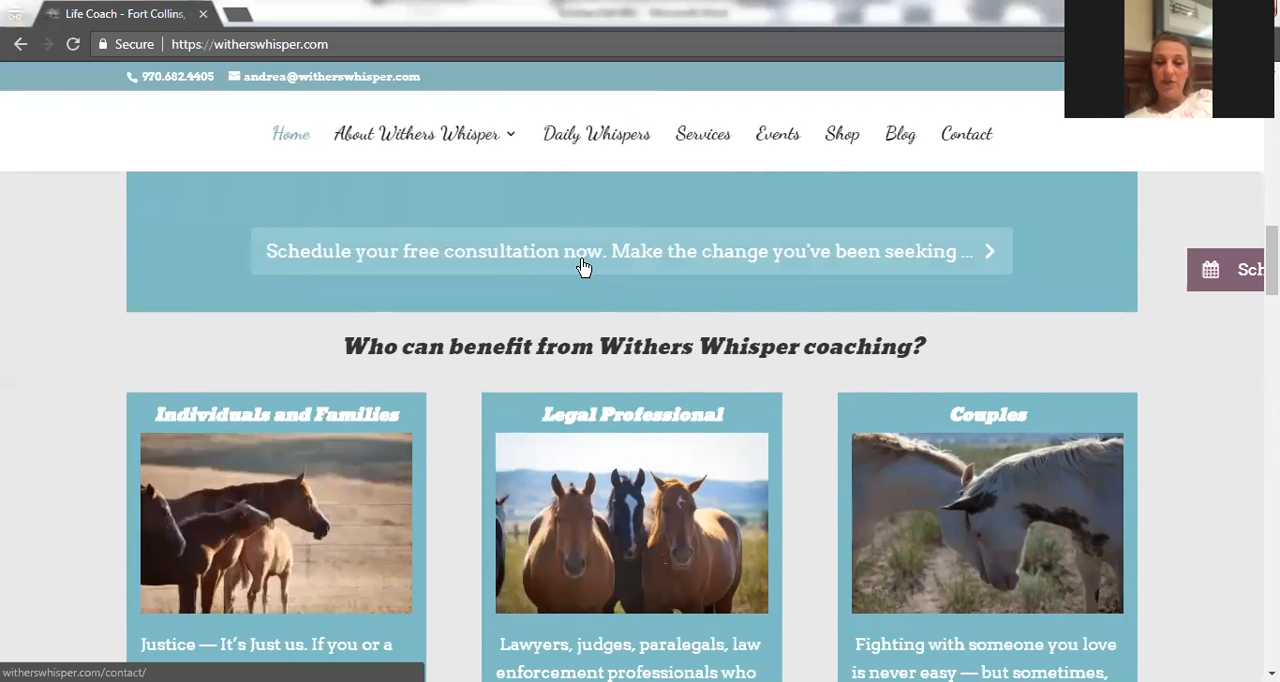 Life Coach - Fort Collins,
Secure https://witherswhisper.com
970.682.4405 andrea@witherswhisper.com
Home About Withers Whisper Daily Whispers Services Events Shop Blog Contact
Schedule your free consultation now. Make the change you've been seeking ...
Sch
Who can benefit from Withers Whisper coaching?
Individuals and Families
Legal Professional
Couples
Justice — It's Just us. If you or a
Lawyers, judges, paralegals, law
enforcement professionals who
Fighting with someone you love
is never easy — but sometimes,
witherswhisper.com/contact/